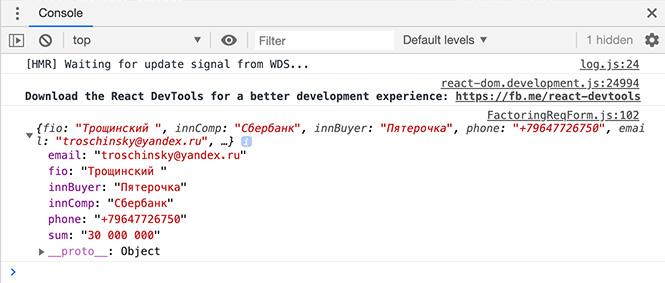 Console
top
Filter
Default levels
1 hidden
[HMR] Waiting for update signal from WDS... log.js:24
react-dom.development.js:24994
Download the React DevTools for a better development experience: https://fb.me/react-devtools
FactoringReqForm.js:102
{fio: "Трощинский ", innComp: "Сбербанк", innBuyer: "Пятерочка", phone: "+79647726750", emai
l: "troschinsky@yandex.ru", …}
email: "troschinsky@yandex.ru"
fio: "Трощинский "
innBuyer: "Пятерочка"
innComp: "Сбербанк"
phone: "+79647726750"
sum: "30 000 000"
__proto__: Object